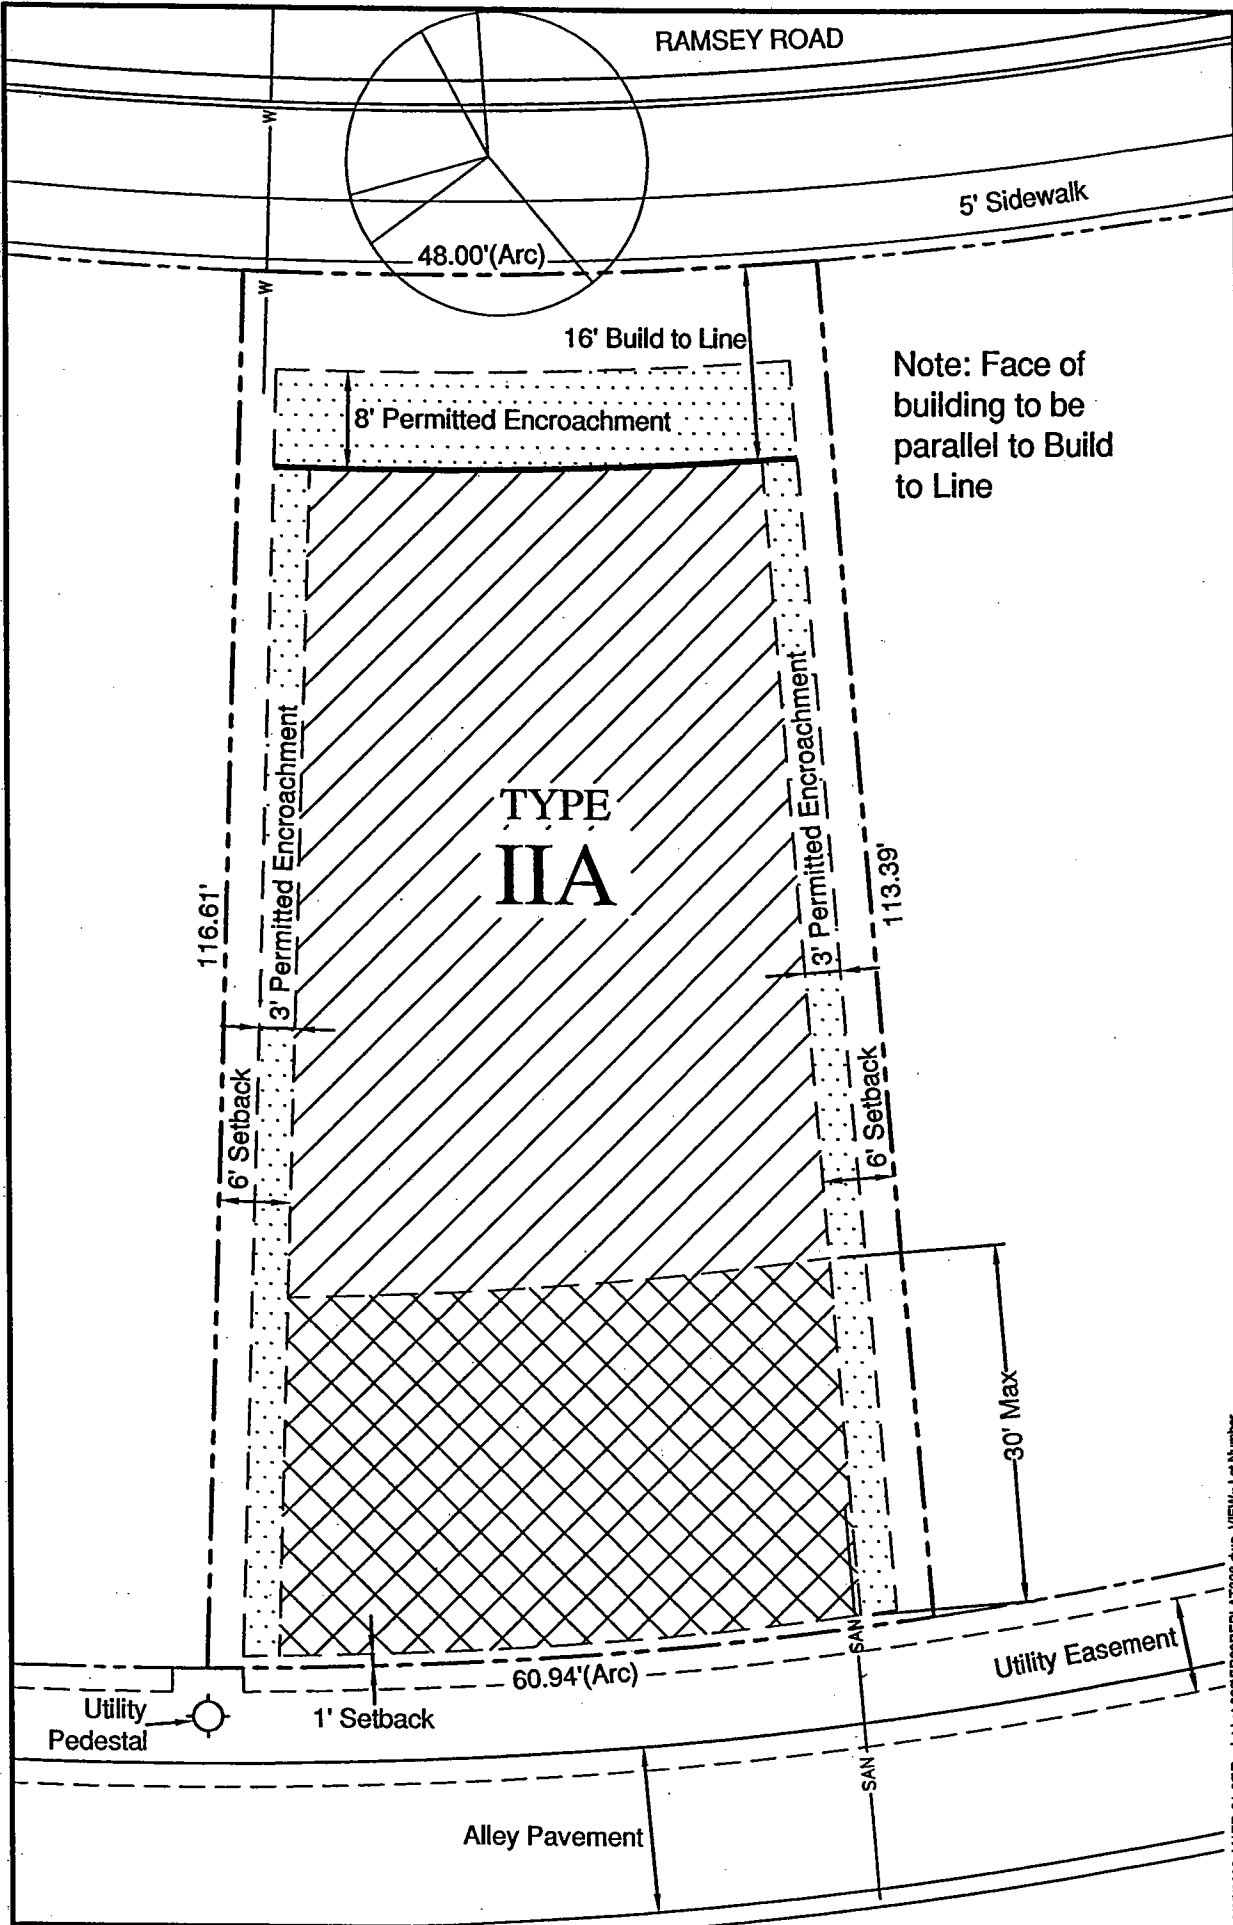 RAMSEY ROAD
W
5' Sidewalk
48.00'(Arc)
W
16' Build to Line
Note: Face of
building to be
parallel to Build
to Line
8' Permitted Encroachment
3' Permitted Encroachment
3' Permitted Encroachment
TYPE
IIA
116.61'
113.39'
6' Setback
6' Setback
30' Max
SAN
60.94'(Arc)
Utility Easement
Utility
Pedestal
1' Setback
SAN
Alley Pavement